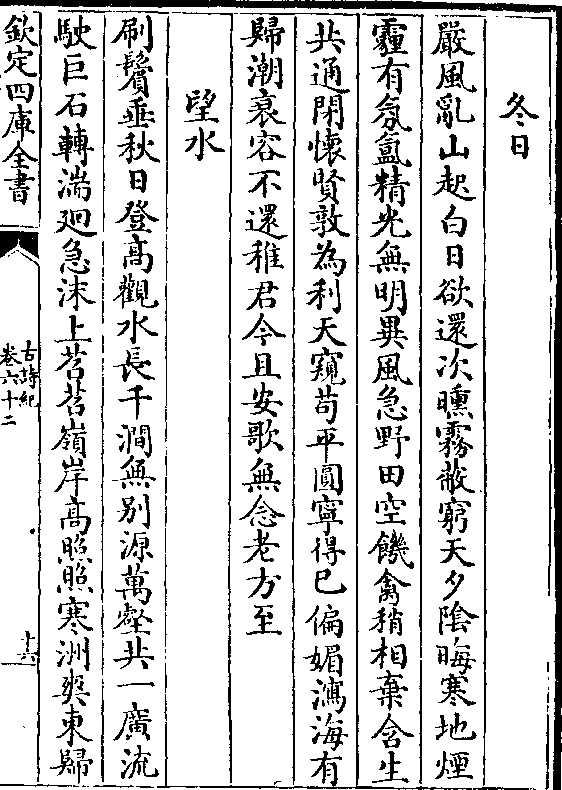 冬日
嚴風亂山起白日欲還次曛霧蔽窮天夕陰晦寒地煙
霾有氛氳精光無明異風急野田空饑禽稍相棄含生
共通閉懷賢孰為利天窺苟平圓寧得已偏媚瀉海有
歸潮衰容不還稚君今且安歌無念老方至
望水
刷鬢垂秋日登高觀水長千澗無别源萬壑共一廣流
駛巨石轉湍廻急沫上苕苕嶺岸高照照寒洲爽東歸
欽定四庫全書
古詩紀
卷六十二
十六